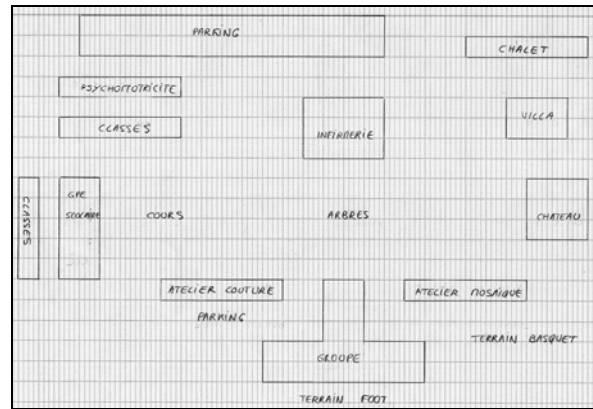 PARKING
CHALET
PSYCHOMOTRICITE
VILLA
CLASSES
INFIRMERIE
CLASSES
GPE
SCOLAIRE
COURS
ARBRES
CHATEAU
ATELIER COUTURE
ATELIER MOSAIQUE
PARKING
TERRAIN BASQUET
GROOPE
TERRAIN FOOT